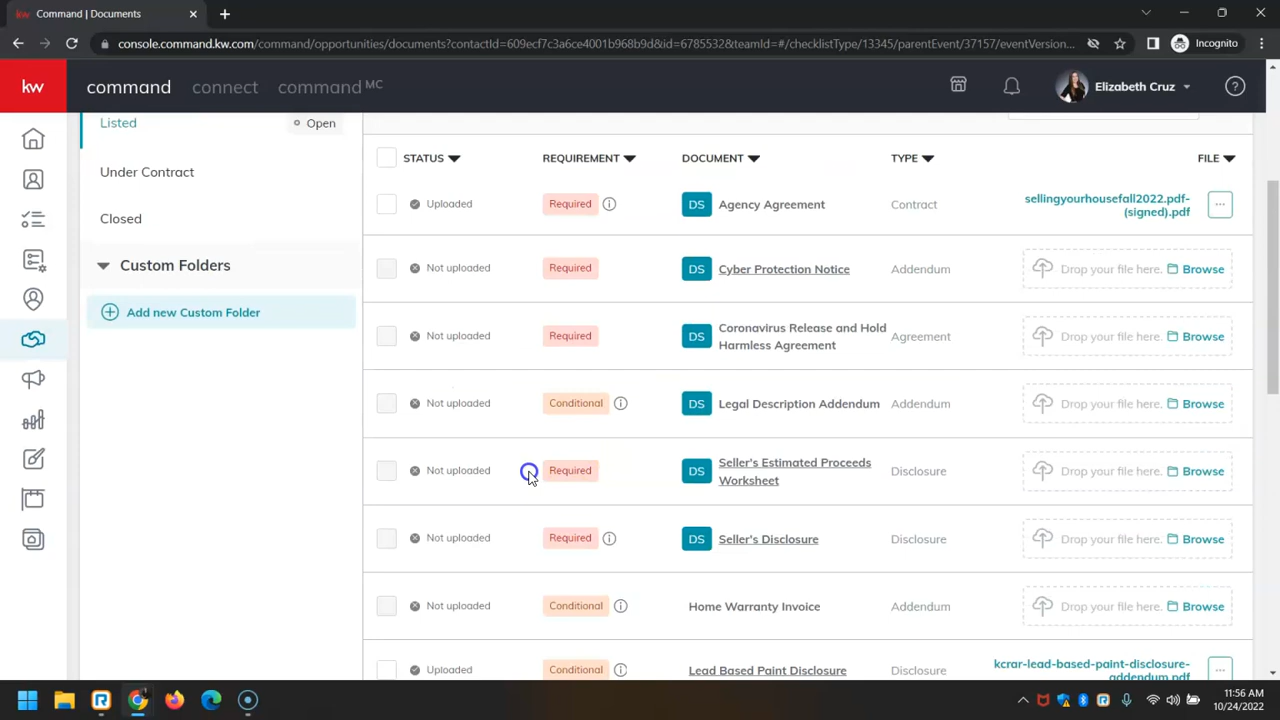 Command | Documents
console.command.kw.com/command/opportunities/documents?contactId=609ecf7c3a6ce4001b968b9d&id=6785532&teamId=#/checklistType/13345/parentEvent/37157/eventVersion...
Incognito
kw
command
connect
command MC
Elizabeth Cruz
Listed
Open
Under Contract
Closed
Custom Folders
Add new Custom Folder
STATUS REQUIREMENT DOCUMENT TYPE FILE
Uploaded Required DS Agency Agreement Contract sellingyourhousefall2022.pdf-
(signed).pdf
Not uploaded Required DS Cyber Protection Notice Addendum Drop your file here. Browse
Not uploaded Required DS Coronavirus Release and Hold
Harmless Agreement Agreement Drop your file here. Browse
Not uploaded Conditional DS Legal Description Addendum Addendum Drop your file here. Browse
Not uploaded Required DS Seller's Estimated Proceeds
Worksheet Disclosure Drop your file here. Browse
Not uploaded Required DS Seller's Disclosure Disclosure Drop your file here. Browse
Not uploaded Conditional Home Warranty Invoice Addendum Drop your file here. Browse
Uploaded Conditional Lead Based Paint Disclosure Disclosure kcrar-lead-based-paint-disclosure-
addendum.pdf
11:56 AM
10/24/2022